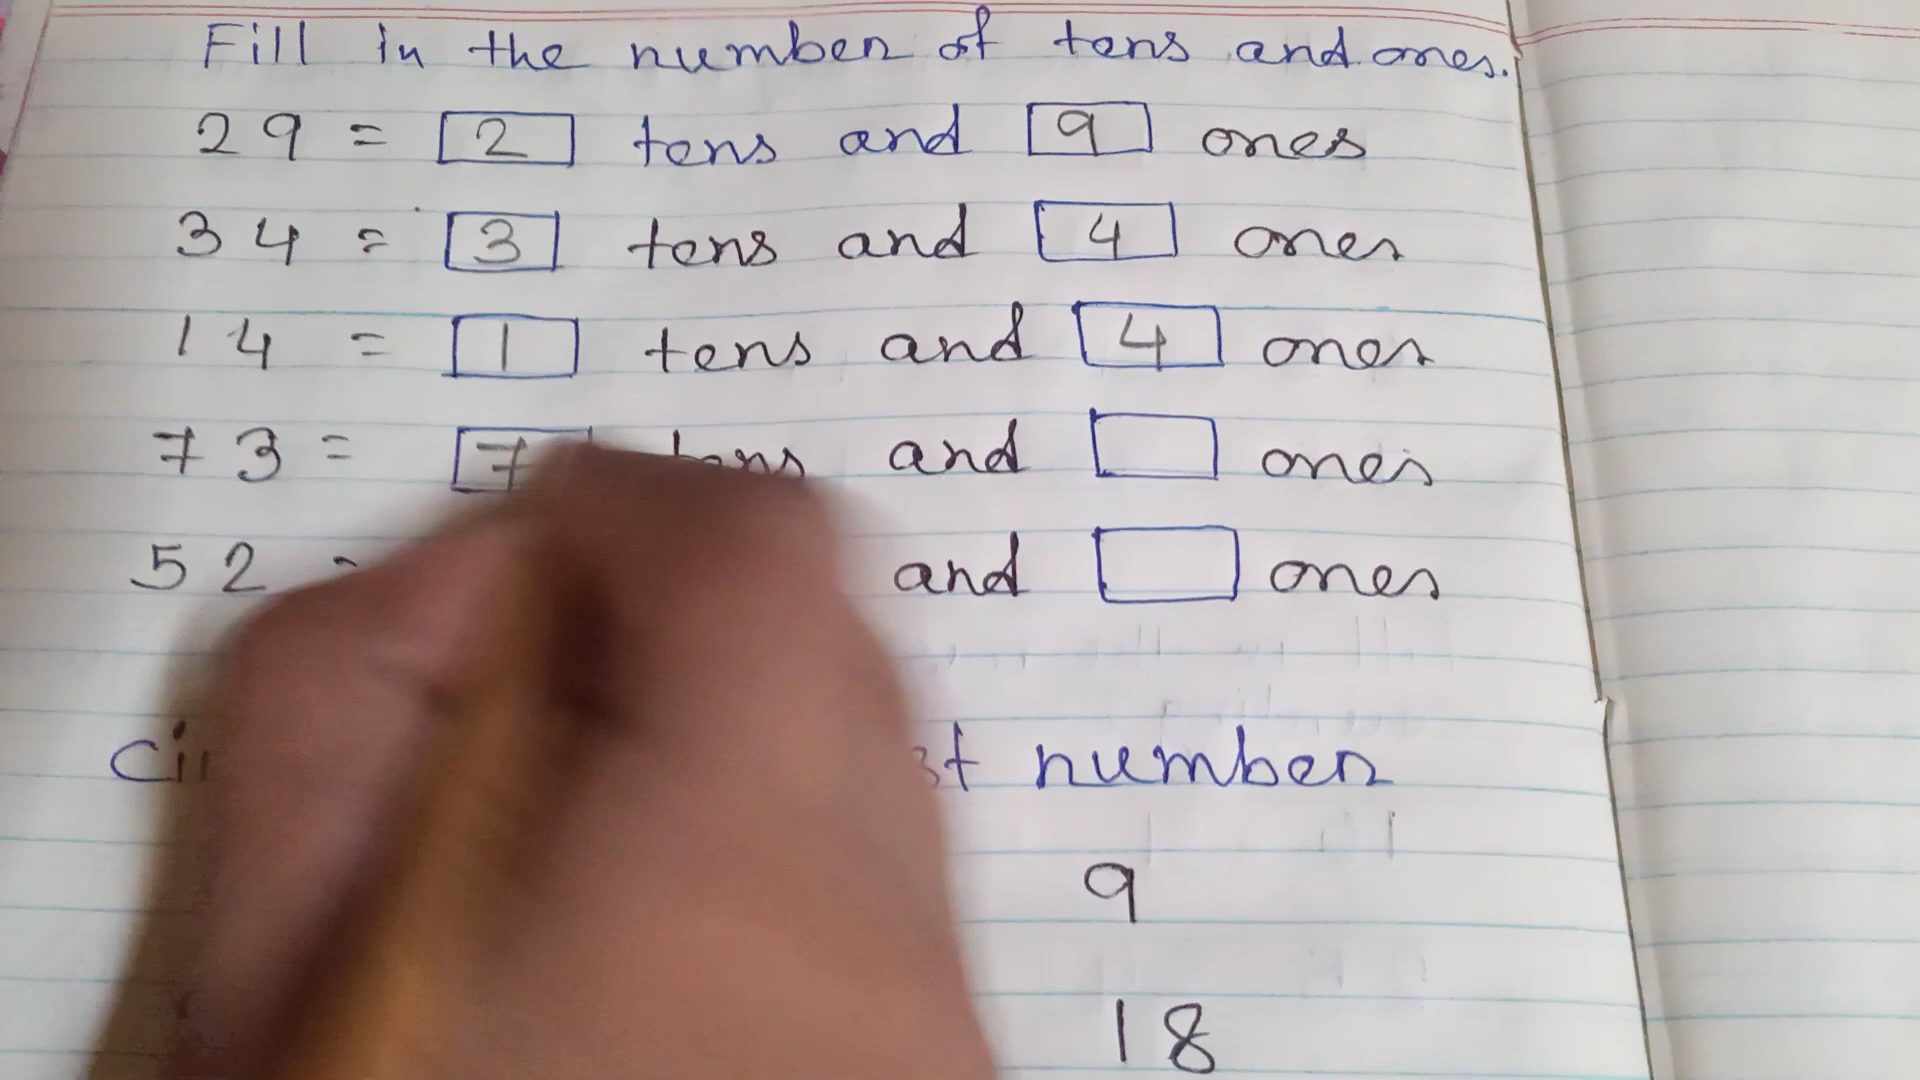 Fill in the number of tens and ones.
29 = 2 tens and 9 ones
34 = 3 tens and 4 ones
14 = 1 tens and 4 ones
73 = 7 tens and ones
52 = and ones
number
9
18